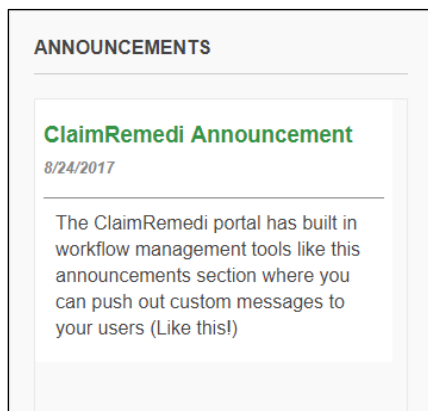 ANNOUNCEMENTS
ClaimRemedi Announcement
8/24/2017
The ClaimRemedi portal has built in
workflow management tools like this
announcements section where you
can push out custom messages to
your users (Like this!)